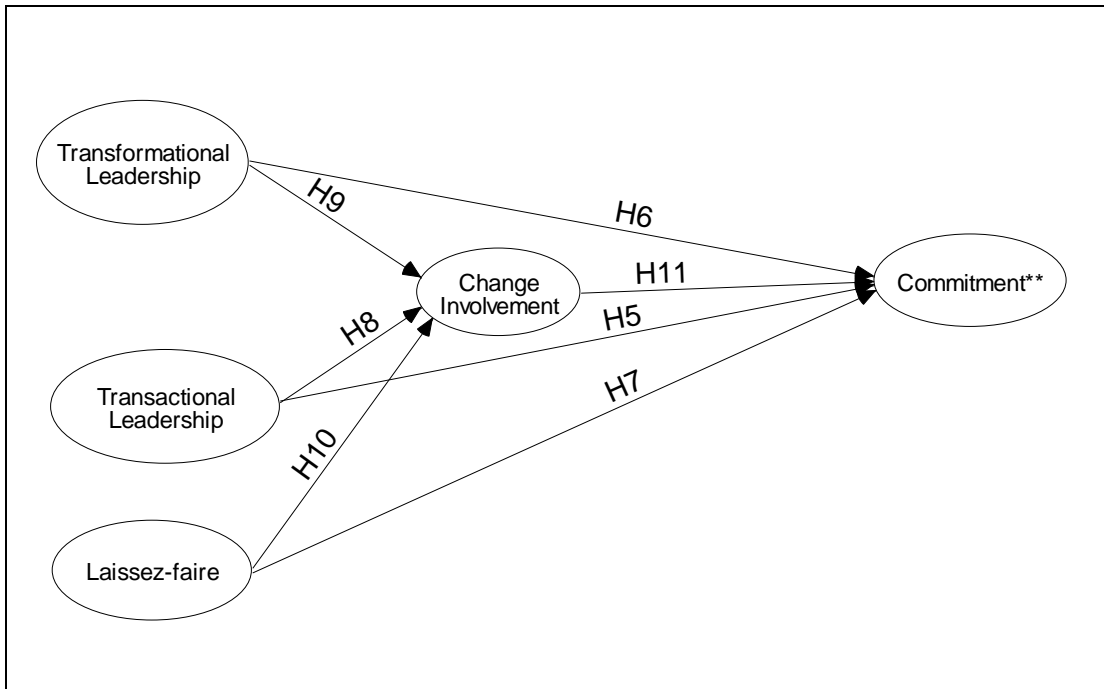 Transformational
Leadership
H9
H6
Change
Involvement
H11
Commitment**
H8
H5
Transactional
Leadership
H7
H10
Laissez-faire